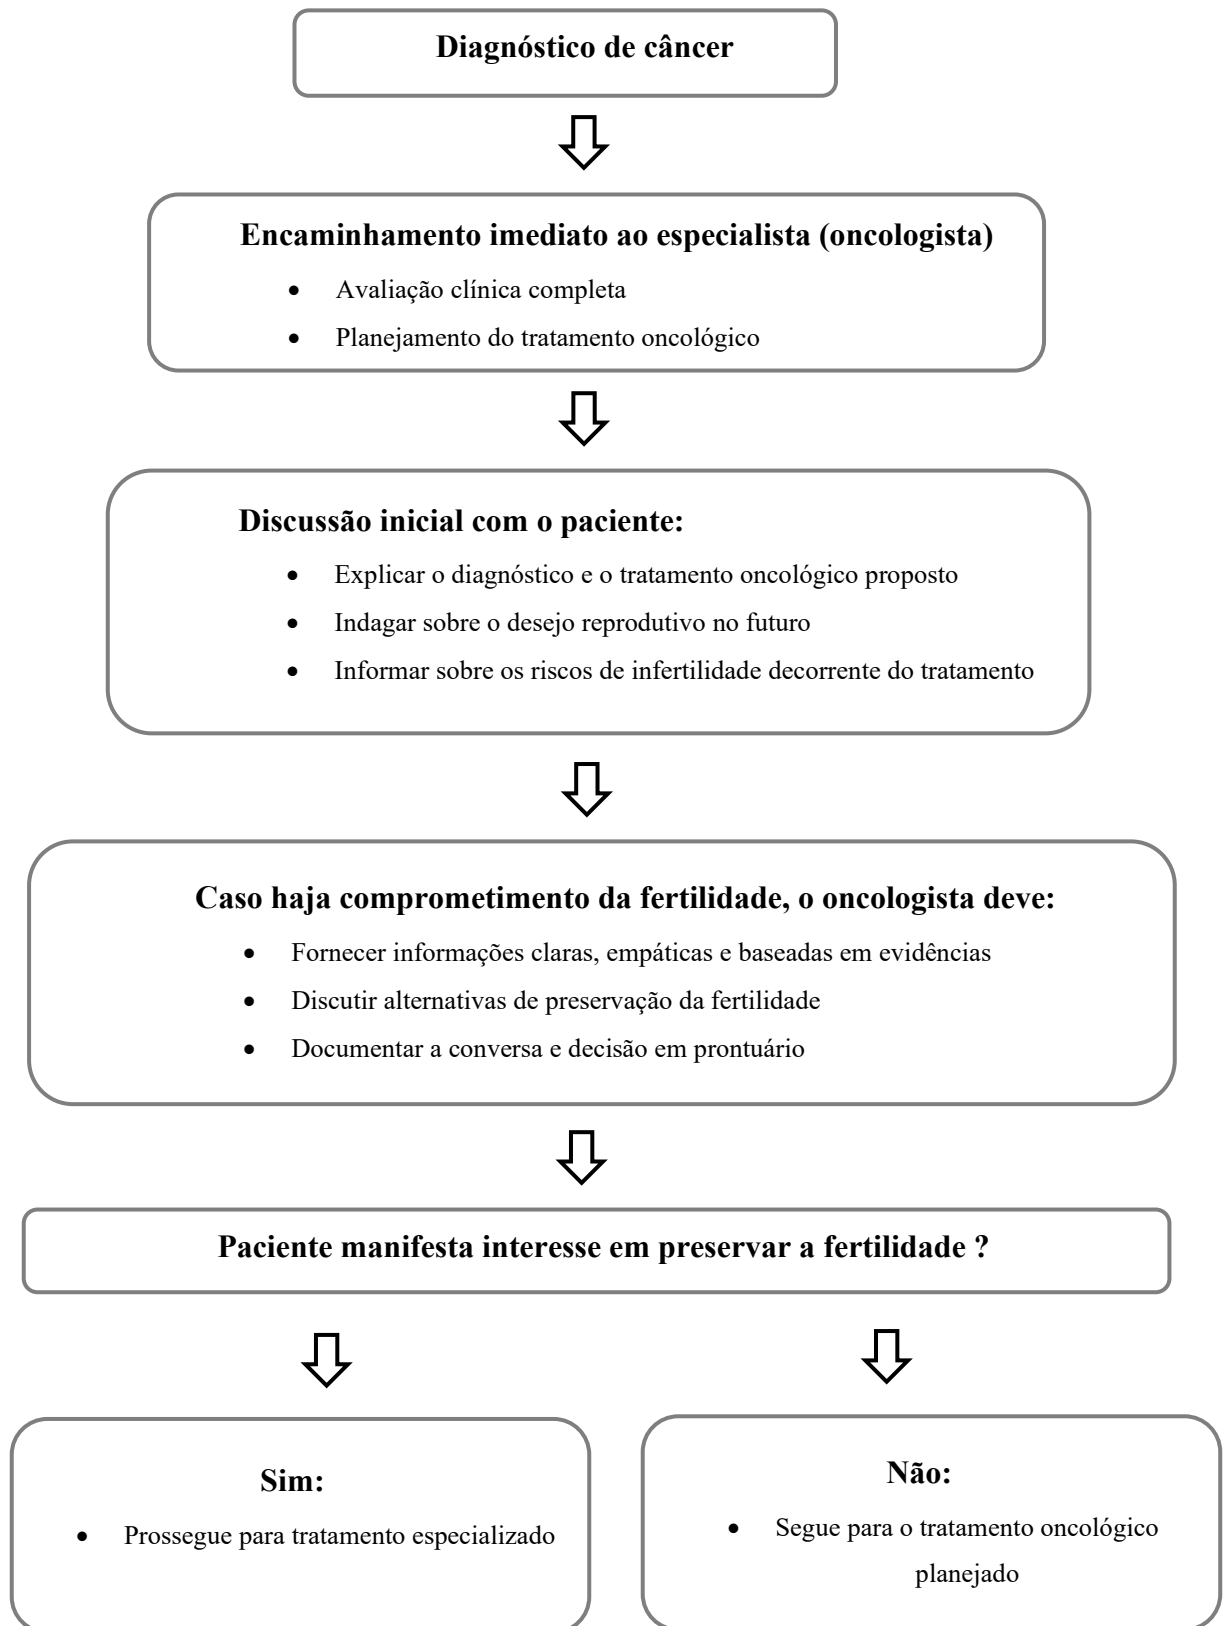 Diagnóstico de câncer
Encaminhamento imediato ao especialista (oncologista)
• Avaliação clínica completa
• Planejamento do tratamento oncológico
Discussão inicial com o paciente:
• Explicar o diagnóstico e o tratamento oncológico proposto
• Indagar sobre o desejo reprodutivo no futuro
• Informar sobre os riscos de infertilidade decorrente do tratamento
Caso haja comprometimento da fertilidade, o oncologista deve:
• Fornecer informações claras, empáticas e baseadas em evidências
• Discutir alternativas de preservação da fertilidade
• Documentar a conversa e decisão em prontuário
Paciente manifesta interesse em preservar a fertilidade ?
Sim:
• Prossegue para tratamento especializado
Não:
• Segue para o tratamento oncológico
planejado